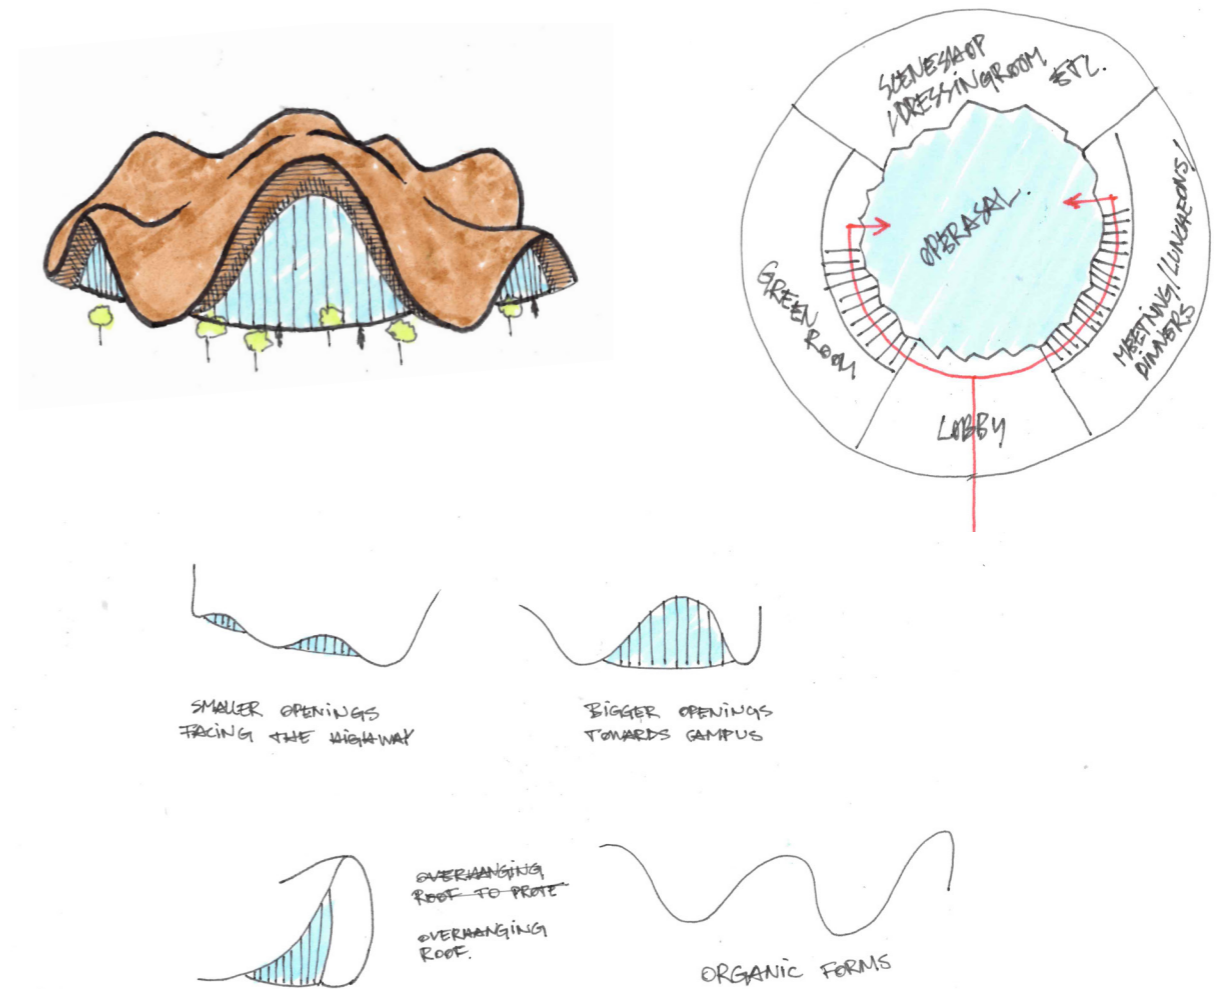 SCENESHOP
/DRESSINGROOM ETC.
OPERASAL.
GREEN
ROOM
MEETNING/LUNCHEONS/
DINNERS
LOBBY
SMALLER OPENINGS
FACING THE HIGHWAY
BIGGER OPENINGS
TOWARDS CAMPUS
OVERHANGING
ROOF TO PROTE
OVERHANGING
ROOF.
ORGANIC FORMS